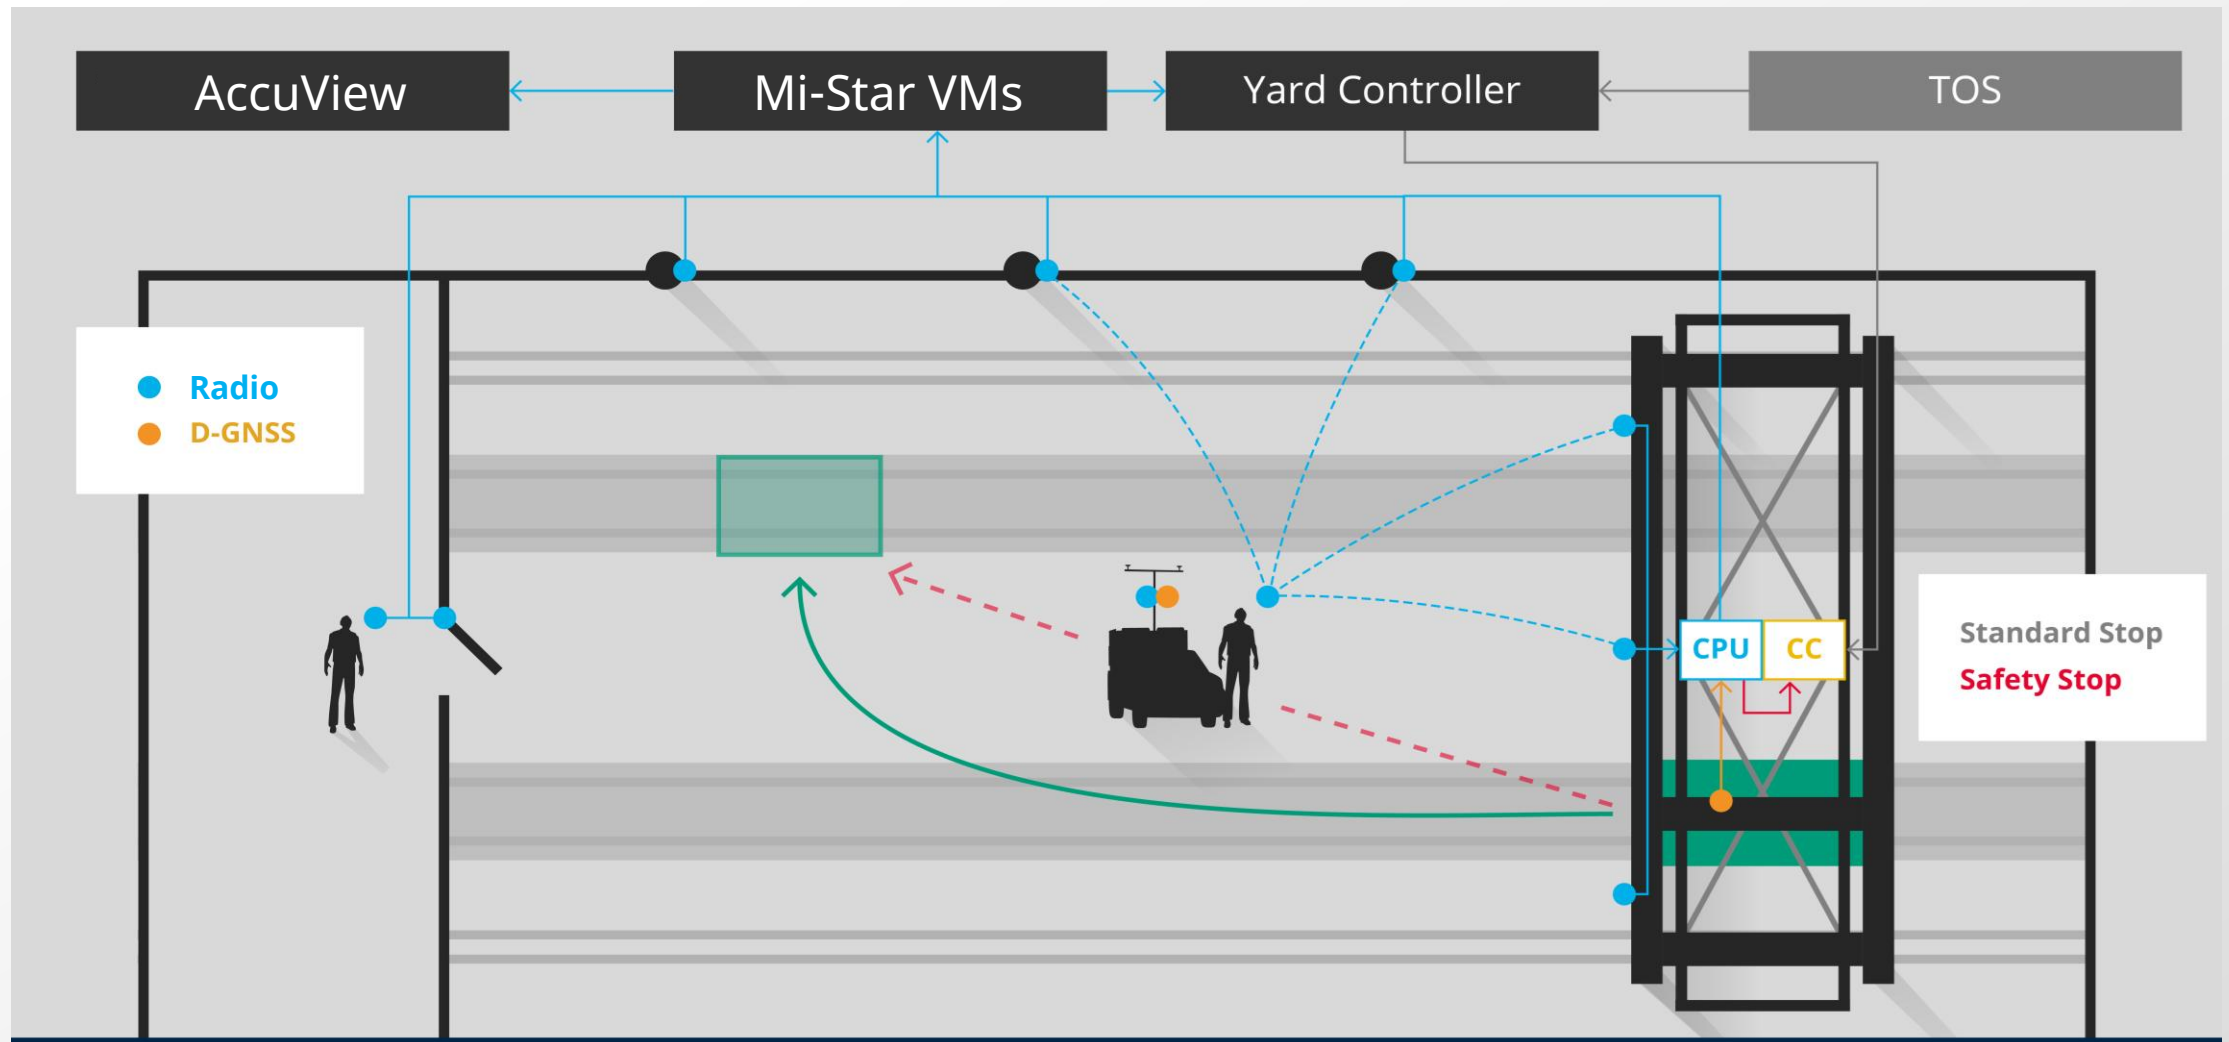 AccuView
Mi-Star VMs
Yard Controller
TOS
Radio
D-GNSS
CPU
CC
Standard Stop
Safety Stop